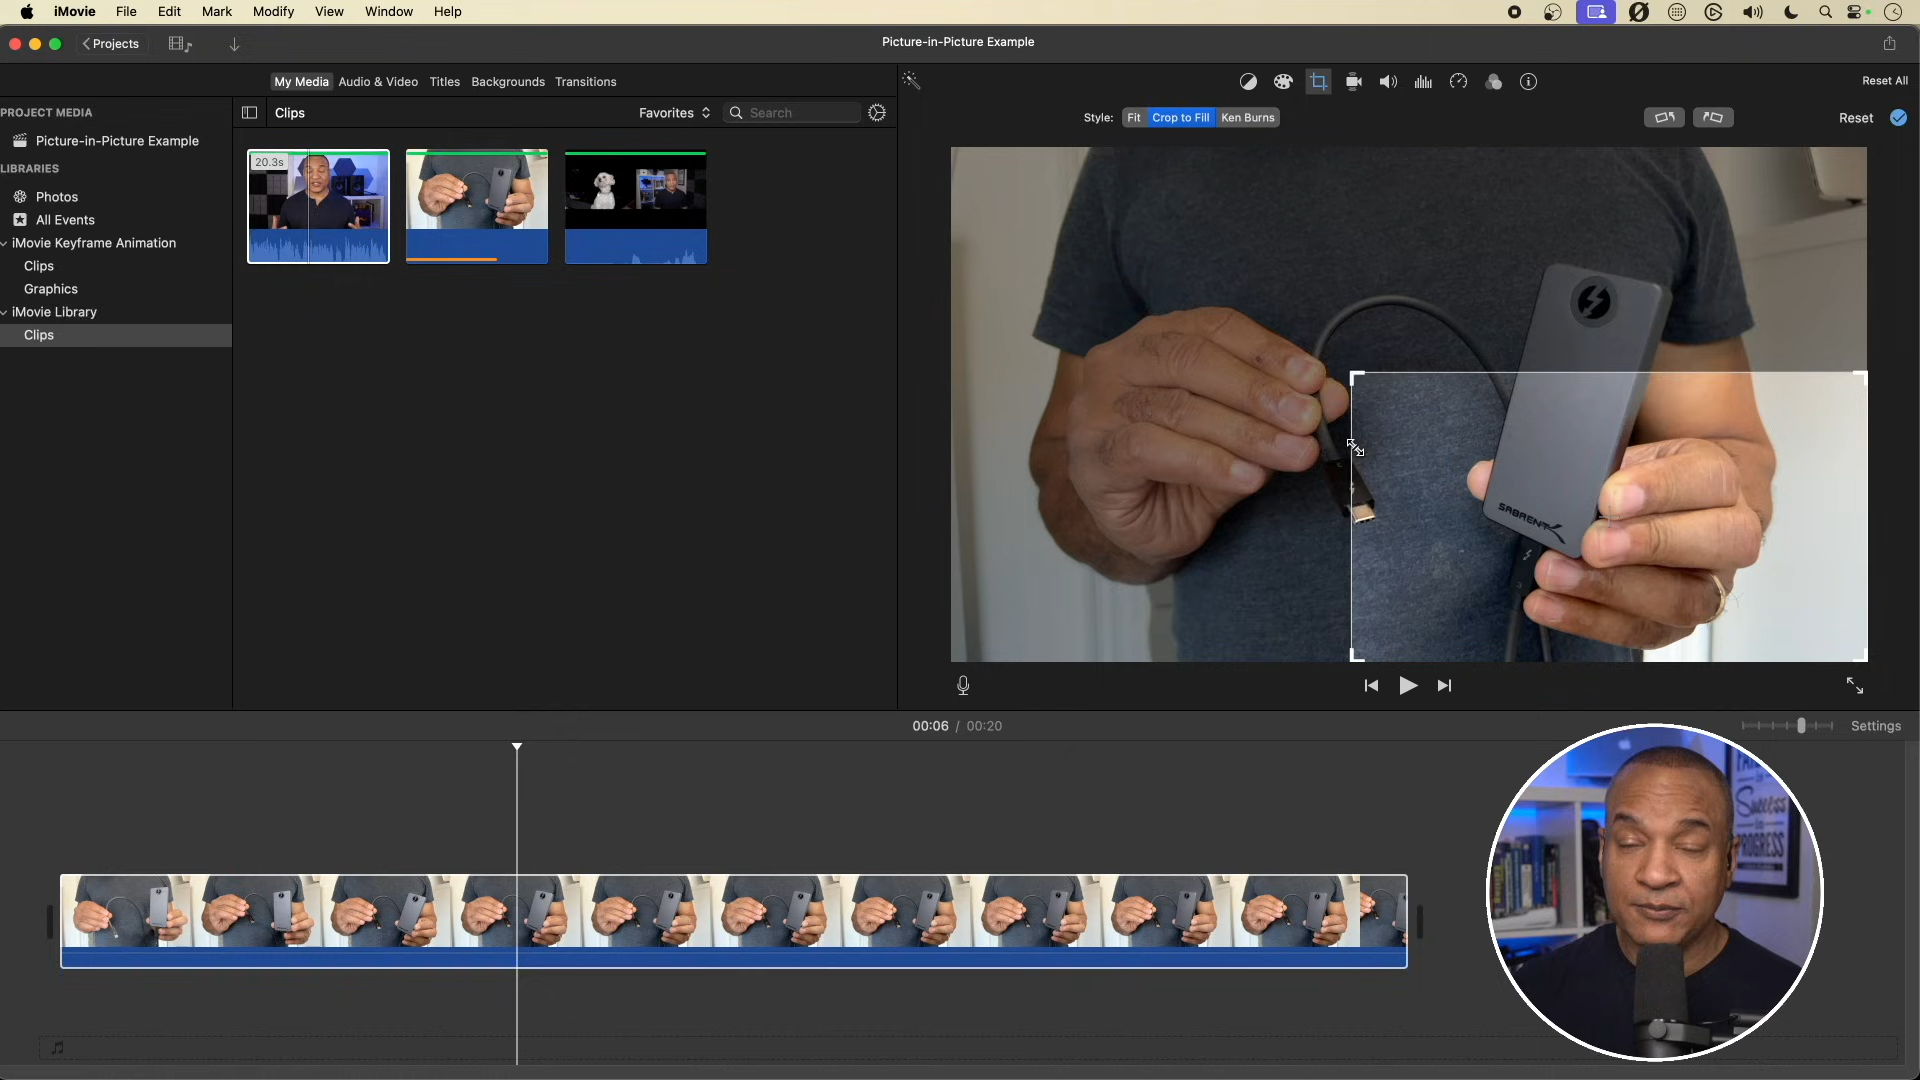 iMovie File Edit Mark Modify View Window Help
Projects
Picture-in-Picture Example
My Media Audio & Video Titles Backgrounds Transitions
Reset All
PROJECT MEDIA
Picture-in-Picture Example
LIBRARIES
Photos
All Events
iMovie Keyframe Animation
Clips
Graphics
iMovie Library
Clips
Clips
Favorites
Search
20.3s
Style: Fit Crop to Fill Ken Burns
Reset
SABRENT
00:06 / 00:20
Settings
Success
is
PROGRESS